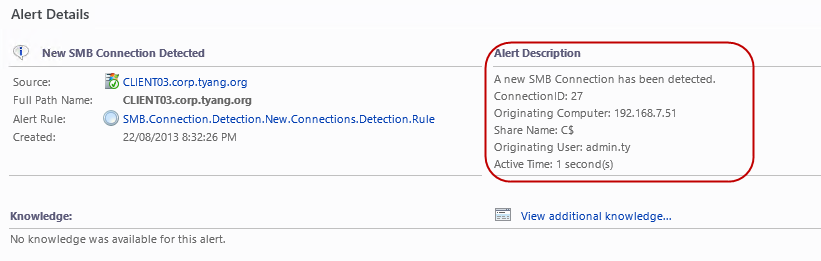 Alert Details
New SMB Connection Detected
Source: CLIENT03.corp.tyang.org
Full Path Name: CLIENT03.corp.tyang.org
Alert Rule: SMB.Connection.Detection.New.Connections.Detection.Rule
Created: 22/08/2013 8:32:26 PM
Alert Description
A new SMB Connection has been detected.
ConnectionID: 27
Originating Computer: 192.168.7.51
Share Name: C$
Originating User: admin.ty
Active Time: 1 second(s)
Knowledge:
View additional knowledge...
No knowledge was available for this alert.